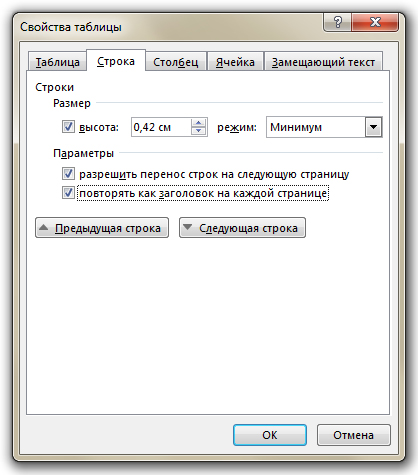 Свойства таблицы
Таблица Строка Столбец Ячейка Замещающий текст
Строки
Размер
высота: 0,42 см режим: Минимум
Параметры
разрешить перенос строк на следующую страницу
повторять как заголовок на каждой странице
Предыдущая строка Следующая строка
ОК Отмена